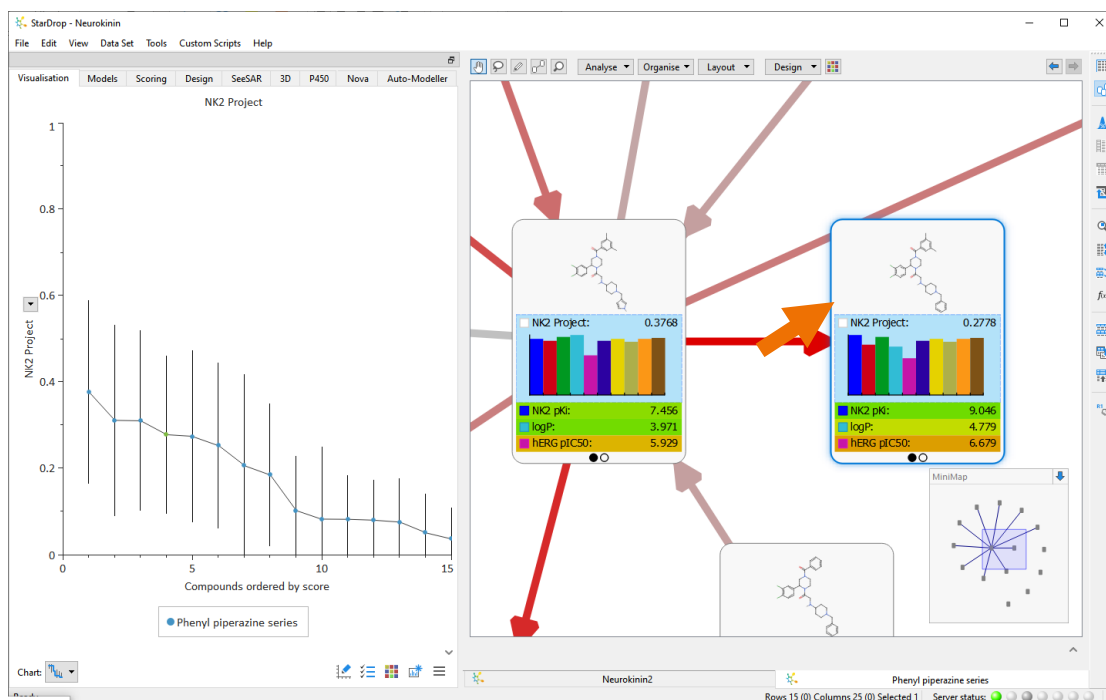 StarDrop - Neurokinin
File Edit View Data Set Tools Custom Scripts Help
Visualisation Models Scoring Design SeeSAR 3D P450 Nova Auto-Modeller
Analyse Organise Layout Design
NK2 Project
1
0.8
0.6
0.4
0.2
0
NK2 Project
0 5 10 15
Compounds ordered by score
Phenyl piperazine series
Chart:
NK2 Project: 0.3768
NK2 pKi: 7.456
logP: 3.971
hERG pIC50: 5.929
NK2 Project: 0.2778
NK2 pKi: 9.046
logP: 4.779
hERG pIC50: 6.679
MiniMap
Neurokinin2
Phenyl piperazine series
Rows 15 (0) Columns 25 (0) Selected 1 Server status: